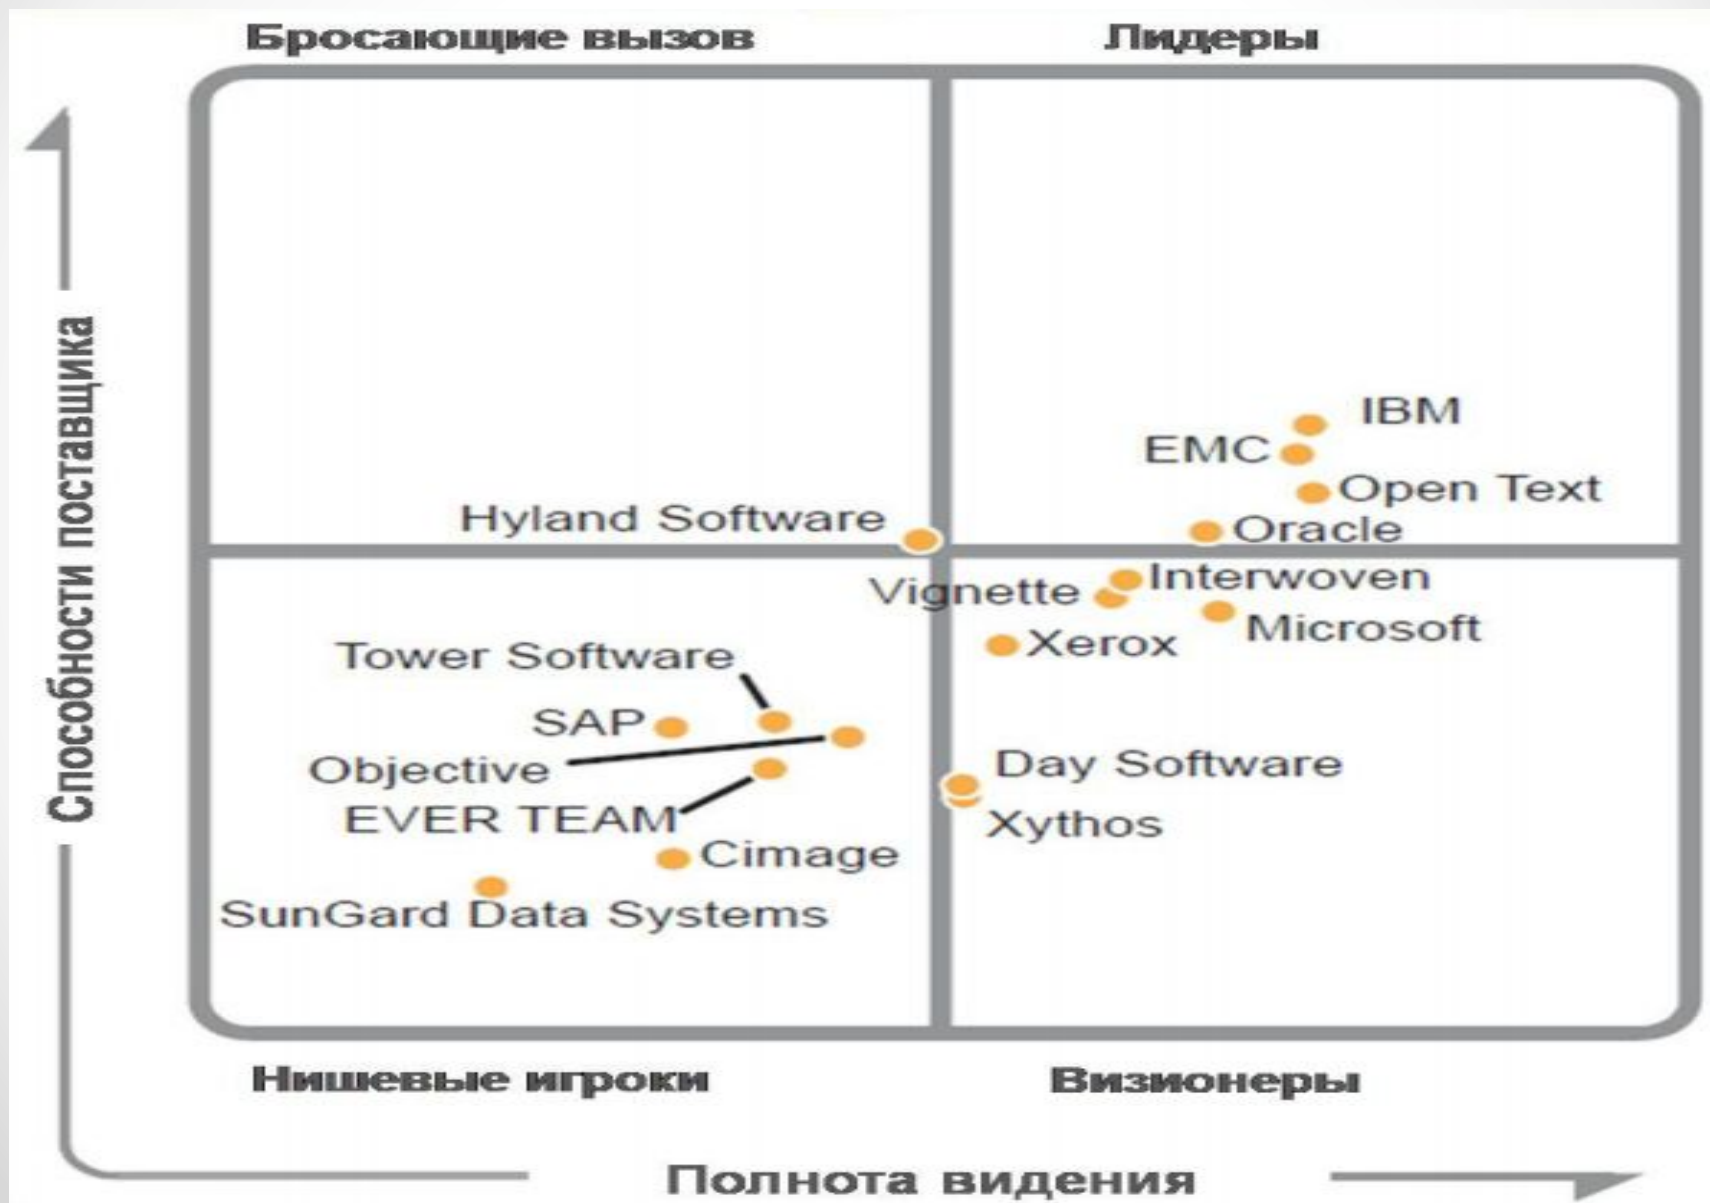 Бросающие вызов
Лидеры
Способности поставщика
IBM
EMC
Open Text
Hyland Software
Oracle
Vignette
Interwoven
Microsoft
Xerox
Tower Software
SAP
Objective
Day Software
EVER TEAM
Xythos
Cimage
SunGard Data Systems
Нишевые игроки
Визионеры
Полнота видения